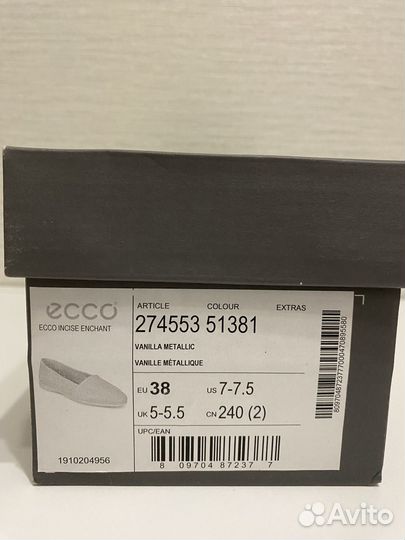 ecco
ECCO INCISE ENCHANT
ARTICLE COLOUR EXTRAS
274553 51381
VANILLA METALLIC
VANILLE MÉTALLIQUE
EU 38 US 7-7.5
UK 5-5.5 CN 240 (2)
UPC/EAN
8 09704 87237 7
1910204956
Avito